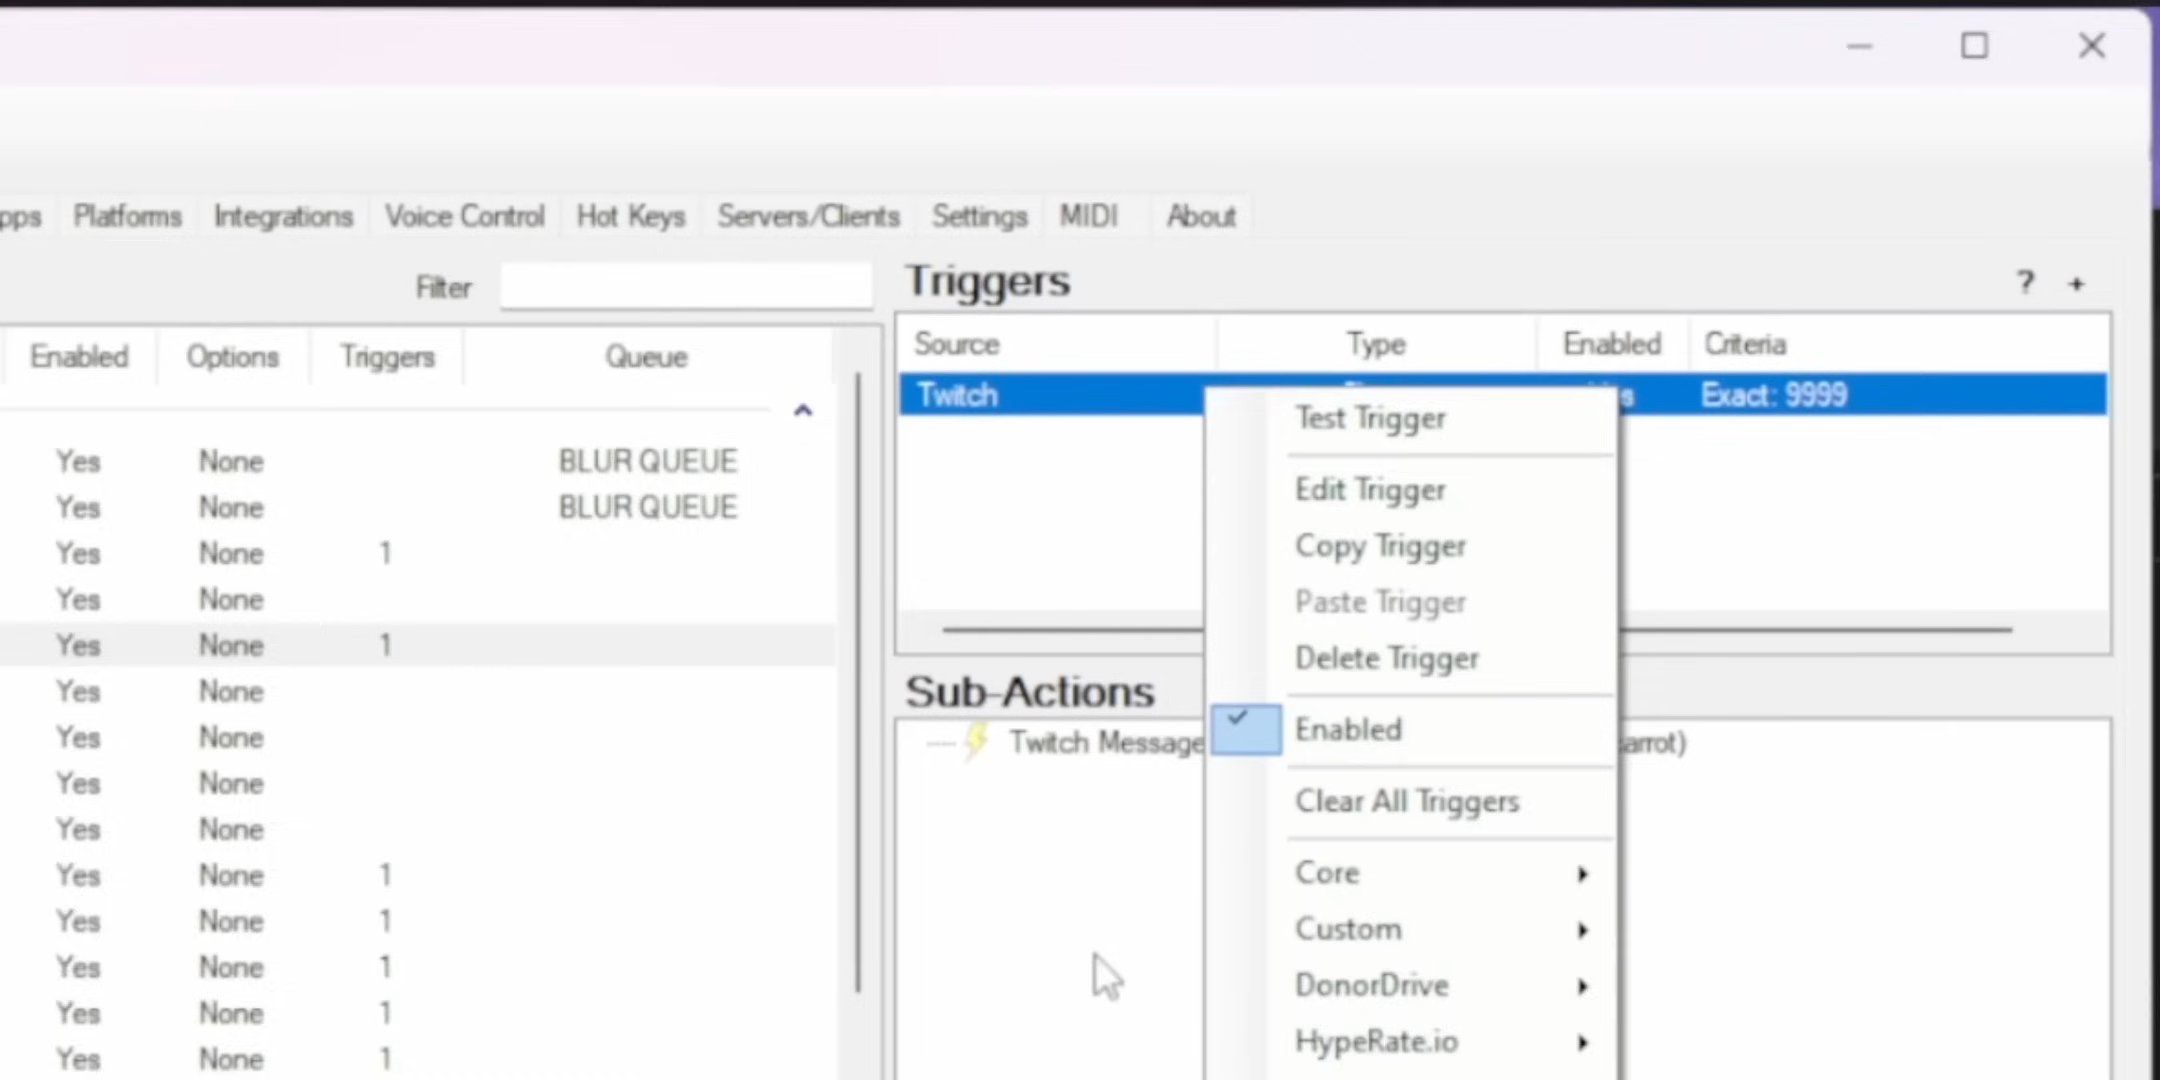 Platforms Integrations Voice Control Hot Keys Servers/Clients Settings MIDI About
Filter
Enabled Options Triggers Queue
Yes None BLUR QUEUE
Yes None BLUR QUEUE
Yes None 1
Yes None
Yes None 1
Yes None
Yes None
Yes None
Yes None
Yes None 1
Yes None 1
Yes None 1
Yes None 1
Yes None 1
Triggers ? +
Source Type Enabled Criteria
Twitch Exact: 9999
Sub-Actions
Twitch Message
Test Trigger
Edit Trigger
Copy Trigger
Paste Trigger
Delete Trigger
Enabled
Clear All Triggers
Core
Custom
DonorDrive
HypeRate.io